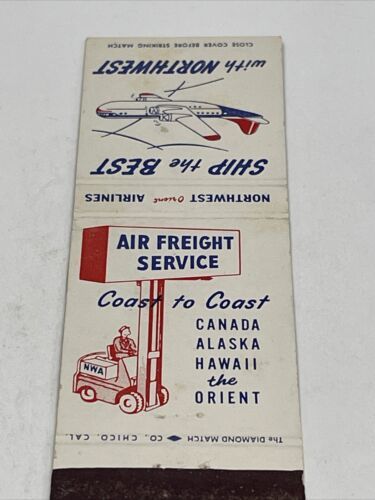 CLOSE COVER BEFORE STRIKING MATCH
SHIP the BEST
with NORTHWEST
NORTHWEST Orient AIRLINES
AIR FREIGHT
SERVICE
Coast to Coast
CANADA
ALASKA
HAWAII
the
ORIENT
NWA
The DIAMOND MATCH CO. CHICO, CAL.